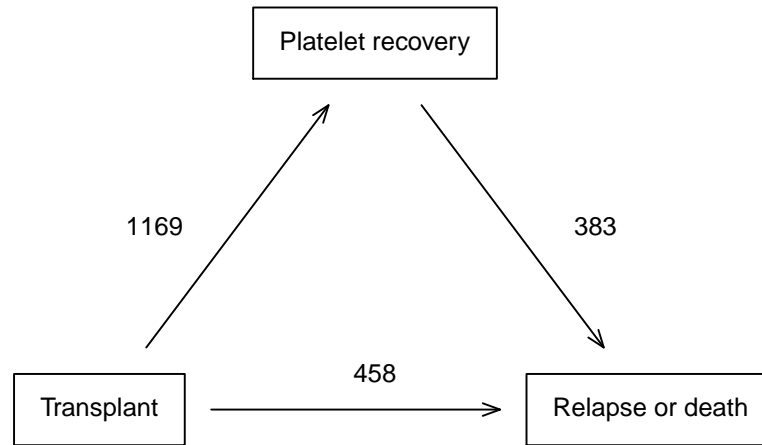 Platelet recovery
1169
383
458
Transplant
Relapse or death